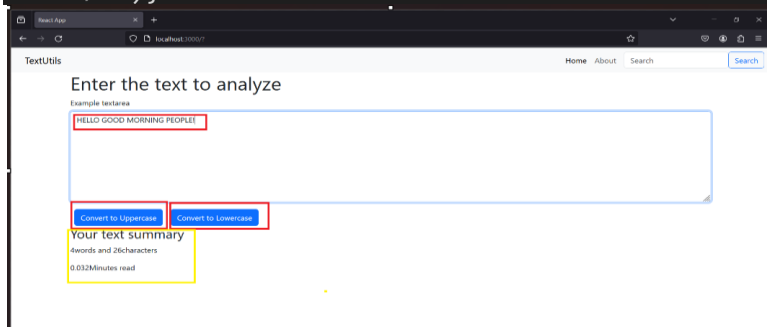 React App
localhost:3000/?
TextUtils Home About Search Search
Enter the text to analyze
Example textarea
HELLO GOOD MORNING PEOPLE!
Convert to Uppercase Convert to Lowercase
Your text summary
4words and 26characters
0.032Minutes read